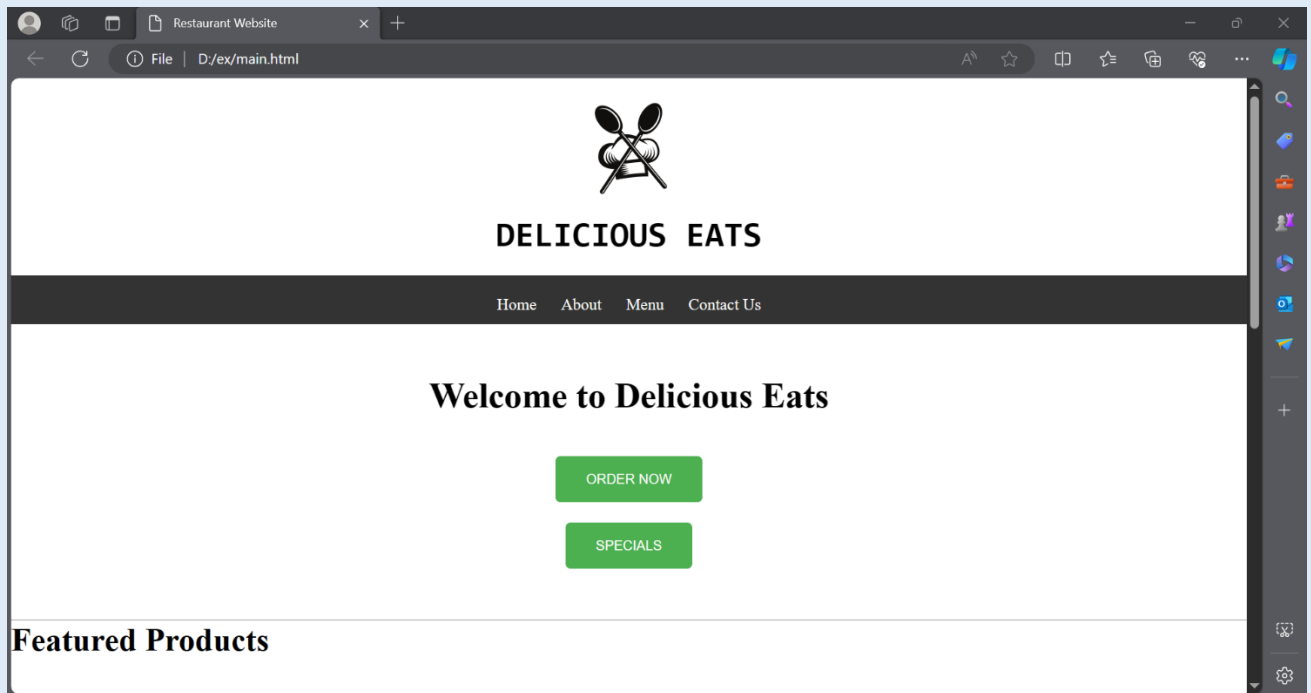 Restaurant Website
File D:/ex/main.html
DELICIOUS EATS
Home About Menu Contact Us
Welcome to Delicious Eats
ORDER NOW
SPECIALS
Featured Products